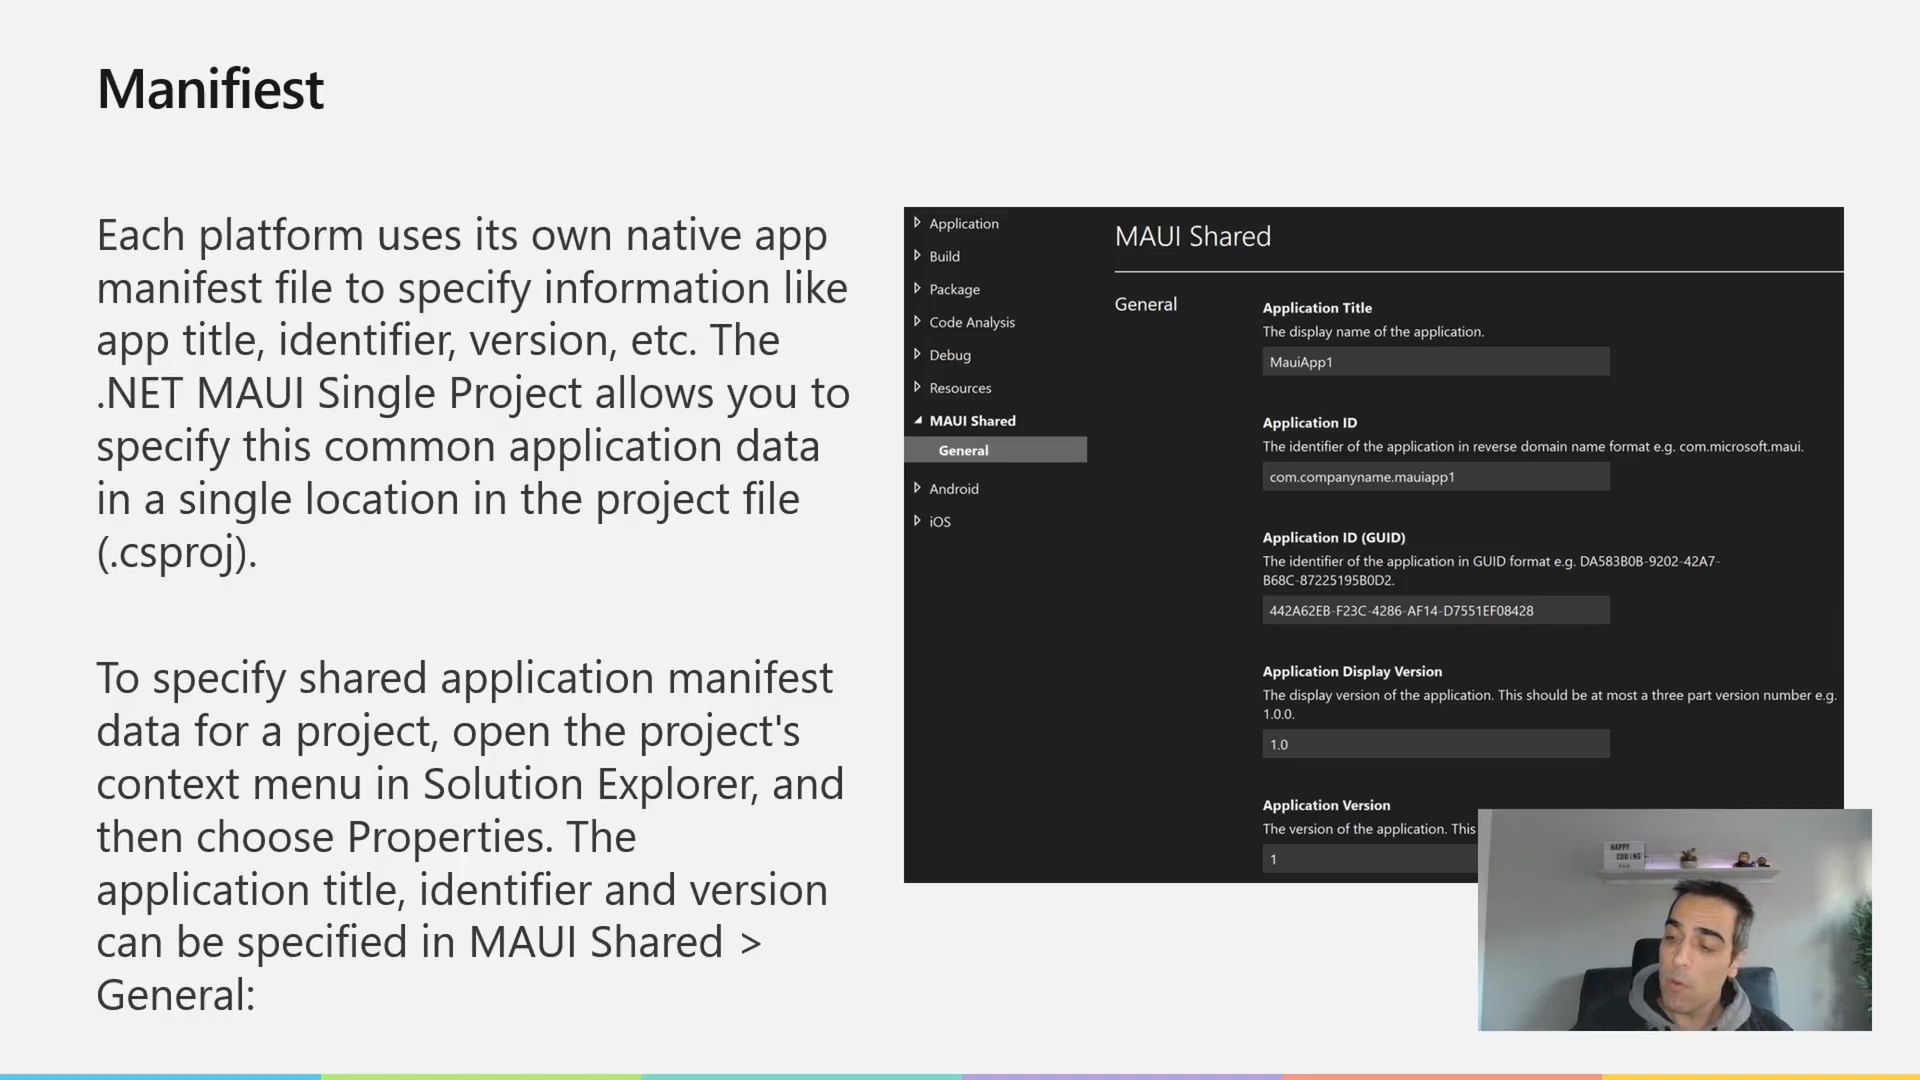 Manifiest
Each platform uses its own native app
manifest file to specify information like
app title, identifier, version, etc. The
.NET MAUI Single Project allows you to
specify this common application data
in a single location in the project file
(.csproj).
To specify shared application manifest
data for a project, open the project's
context menu in Solution Explorer, and
then choose Properties. The
application title, identifier and version
can be specified in MAUI Shared >
General:
Application
Build
Package
Code Analysis
Debug
Resources
MAUI Shared
General
Android
iOS
MAUI Shared
General
Application Title
The display name of the application.
MauiApp1
Application ID
The identifier of the application in reverse domain name format e.g. com.microsoft.maui.
com.companyname.mauiapp1
Application ID (GUID)
The identifier of the application in GUID format e.g. DA583B0B-9202-42A7-
B68C-87225195B0D2.
442A62EB-F23C-4286-AF14-D7551EF08428
Application Display Version
The display version of the application. This should be at most a three part version number e.g.
1.0.0.
1.0
Application Version
The version of the application. This
1
HAPPY
CODING